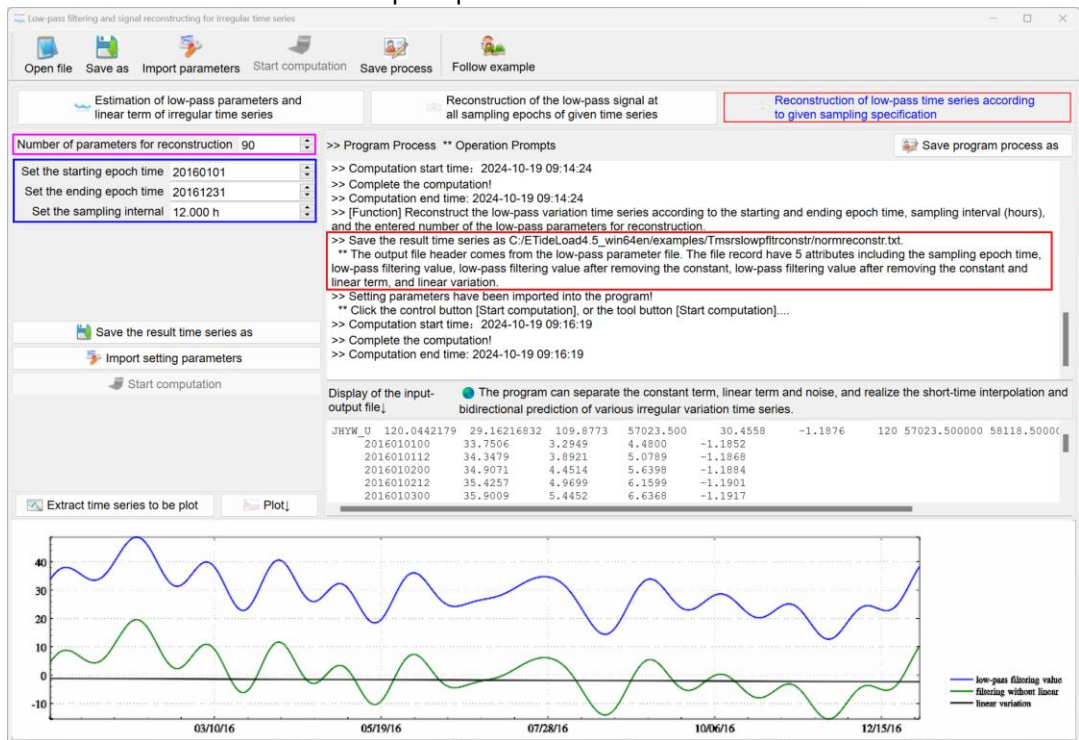 Low-pass filtering and signal reconstructing for irregular time series
Open file
Save as
Import parameters
Start computation
Save process
Follow example
Estimation of low-pass parameters and
linear term of irregular time series
Reconstruction of the low-pass signal at
all sampling epochs of given time series
Reconstruction of low-pass time series according
to given sampling specification
Number of parameters for reconstruction 90
Set the starting epoch time 20160101
Set the ending epoch time 20161231
Set the sampling internal 12.000 h
Save the result time series as
Import setting parameters
Start computation
Extract time series to be plot
Plot↓
>> Program Process ** Operation Prompts
Save program process as
>> Computation start time: 2024-10-19 09:14:24
>> Complete the computation!
>> Computation end time: 2024-10-19 09:14:24
>> [Function] Reconstruct the low-pass variation time series according to the starting and ending epoch time, sampling interval (hours),
and the entered number of the low-pass parameters for reconstruction.
>> Save the result time series as C:/ETideLoad4.5_win64en/examples/Tmsrslowpfltrconstr/normreconstr.txt.
** The output file header comes from the low-pass parameter file. The file record have 5 attributes including the sampling epoch time,
low-pass filtering value, low-pass filtering value after removing the constant, low-pass filtering value after removing the constant and
linear term, and linear variation.
>> Setting parameters have been imported into the program!
** Click the control button [Start computation], or the tool button [Start computation]....
>> Computation start time: 2024-10-19 09:16:19
>> Complete the computation!
>> Computation end time: 2024-10-19 09:16:19
Display of the input-
output file↓
The program can separate the constant term, linear term and noise, and realize the short-time interpolation and
bidirectional prediction of various irregular variation time series.
JHYW_U 120.0442179 29.16216832 109.8773 57023.500 30.4558 -1.1876 120 57023.500000 58118.5000
2016010100 33.7506 3.2949 4.4800 -1.1852
2016010112 34.3479 3.8921 5.0789 -1.1868
2016010200 34.9071 4.4514 5.6398 -1.1884
2016010212 35.4257 4.9699 6.1599 -1.1901
2016010300 35.9009 5.4452 6.6368 -1.1917
40
30
20
10
0
-10
03/10/16
05/19/16
07/28/16
10/06/16
12/15/16
low-pass filtering value
filtering without linear
linear variation